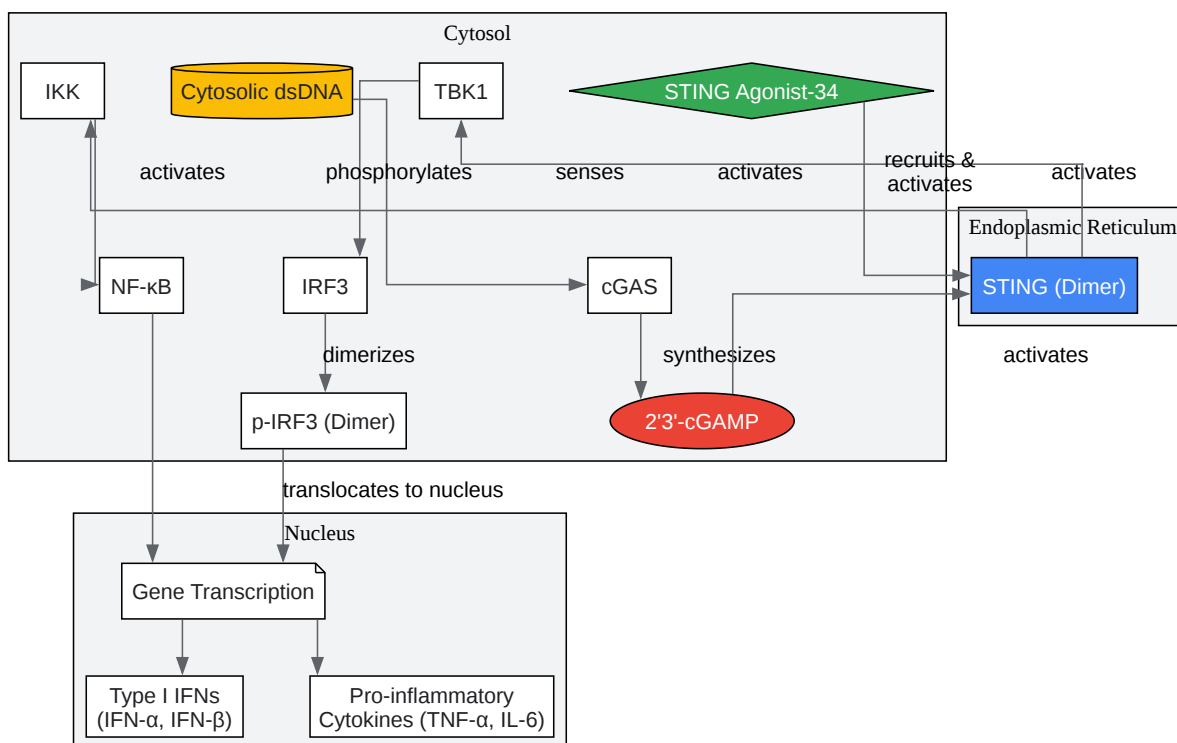 Cytosol
IKK
Cytosolic dsDNA
TBK1
STING Agonist-34
activates
phosphorylates
senses
activates
recruits &
activates
activates
Endoplasmic Reticulum
NF-κB
IRF3
cGAS
STING (Dimer)
dimerizes
synthesizes
activates
p-IRF3 (Dimer)
2'3'-cGAMP
translocates to nucleus
Nucleus
Gene Transcription
Type I IFNs
(IFN-α, IFN-β)
Pro-inflammatory
Cytokines (TNF-α, IL-6)